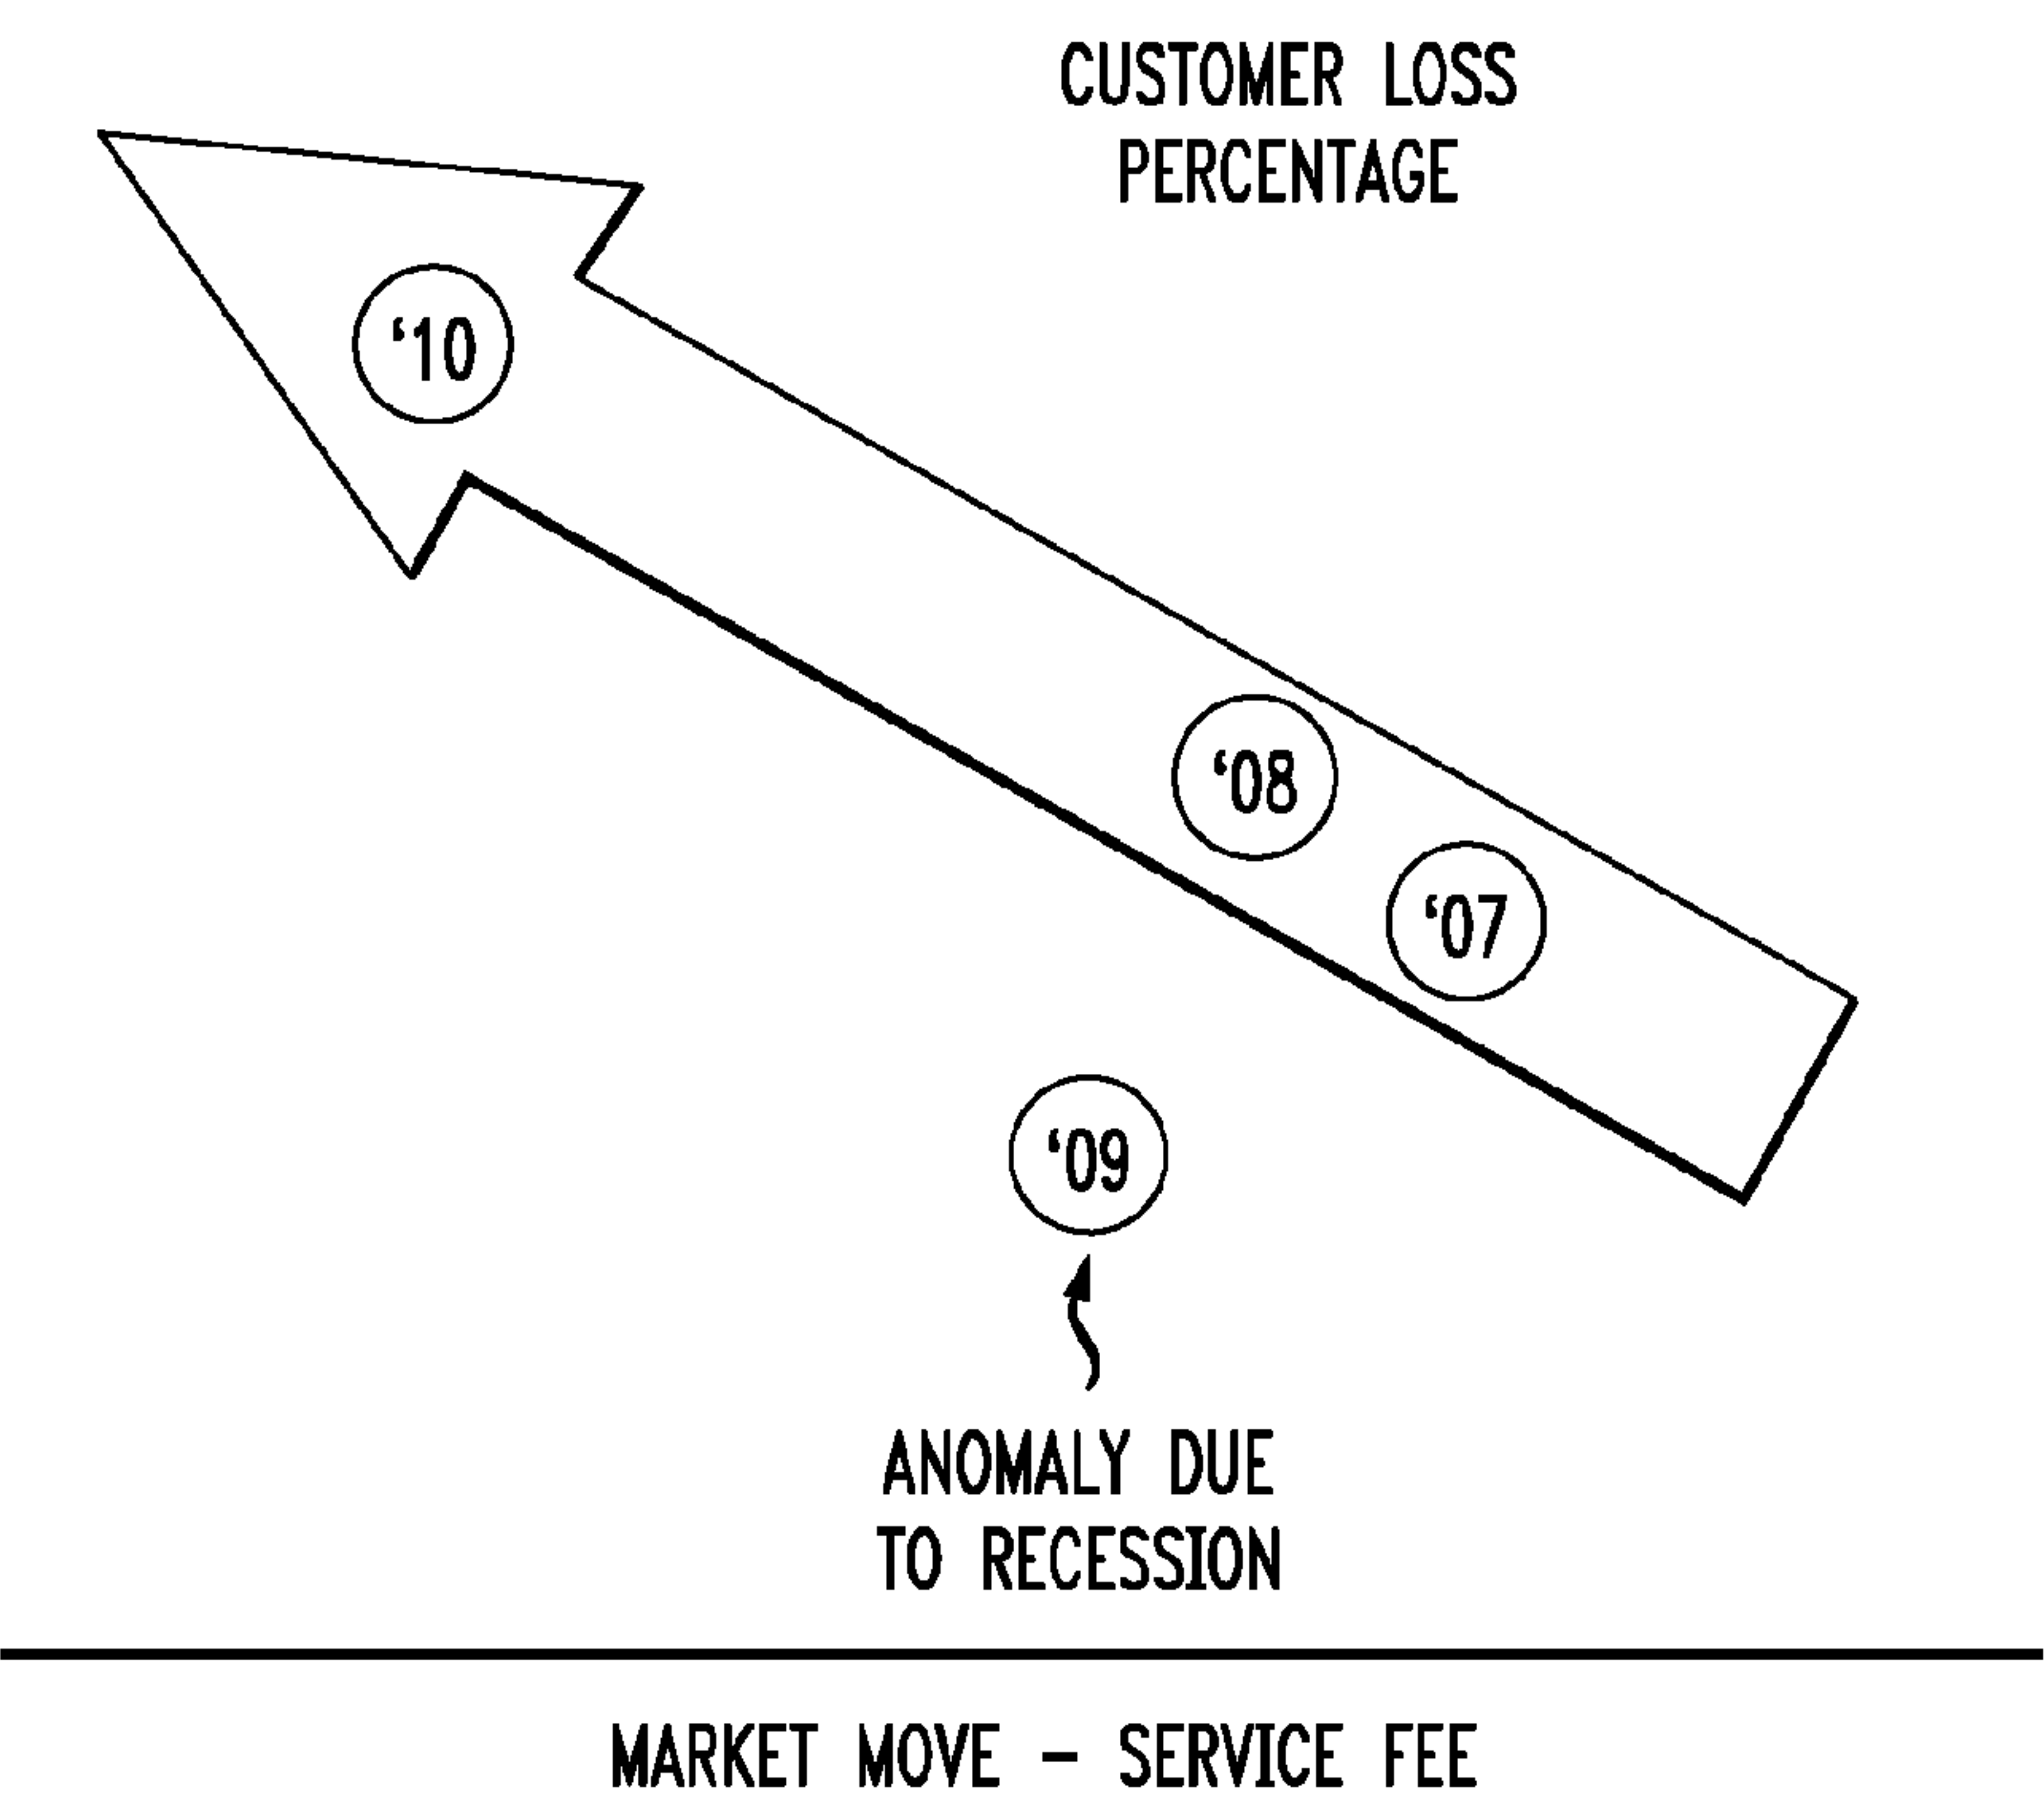 CUSTOMER LOSS
PERCENTAGE
‘10
‘08
‘07
‘09
ANOMALY DUE
TO RECESSION
MARKET MOVE – SERVICE FEE